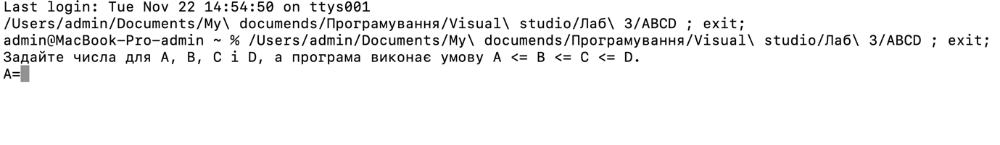 Last login: Tue Nov 22 14:54:50 on ttys001
/Users/admin/Documents/My\ documends/Програмування/Visual\ studio/Лаб\ 3/ABCD ; exit;
admin@MacBook-Pro-admin ~ % /Users/admin/Documents/My\ documends/Програмування/Visual\ studio/Лаб\ 3/ABCD ; exit;
Задайте числа для A, B, C і D, а програма виконає умову A <= B <= C <= D.
A=